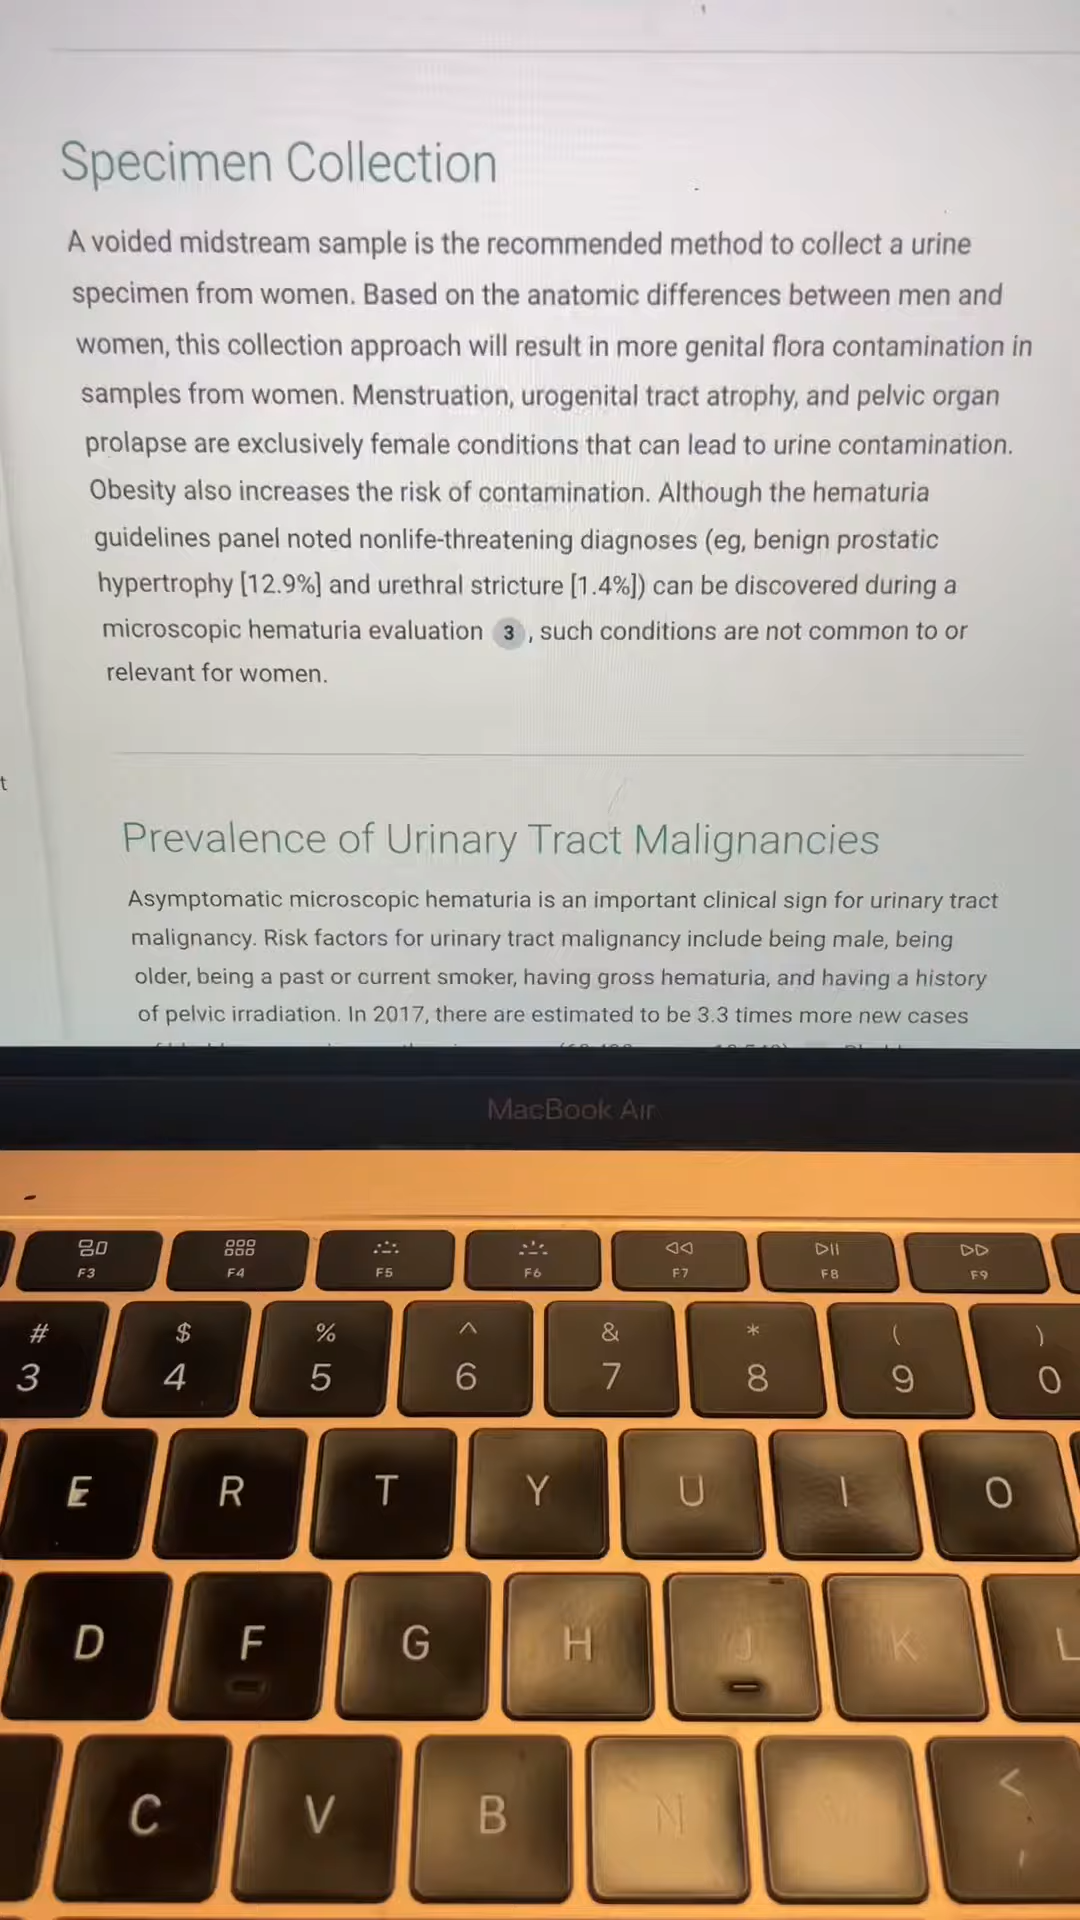 Specimen Collection
A voided midstream sample is the recommended method to collect a urine
specimen from women. Based on the anatomic differences between men and
women, this collection approach will result in more genital flora contamination in
samples from women. Menstruation, urogenital tract atrophy, and pelvic organ
prolapse are exclusively female conditions that can lead to urine contamination.
Obesity also increases the risk of contamination. Although the hematuria
guidelines panel noted nonlife-threatening diagnoses (eg, benign prostatic
hypertrophy [12.9%] and urethral stricture [1.4%]) can be discovered during a
microscopic hematuria evaluation 3 , such conditions are not common to or
relevant for women.
t
Prevalence of Urinary Tract Malignancies
Asymptomatic microscopic hematuria is an important clinical sign for urinary tract
malignancy. Risk factors for urinary tract malignancy include being male, being
older, being a past or current smoker, having gross hematuria, and having a history
of pelvic irradiation. In 2017, there are estimated to be 3.3 times more new cases
MacBook Air
F3 F4 F5 F6 F7 F8 F9
# $ % ^ & * ( )
3 4 5 6 7 8 9 0
E R T Y U I O
D F G H J K L
C V B N <
,